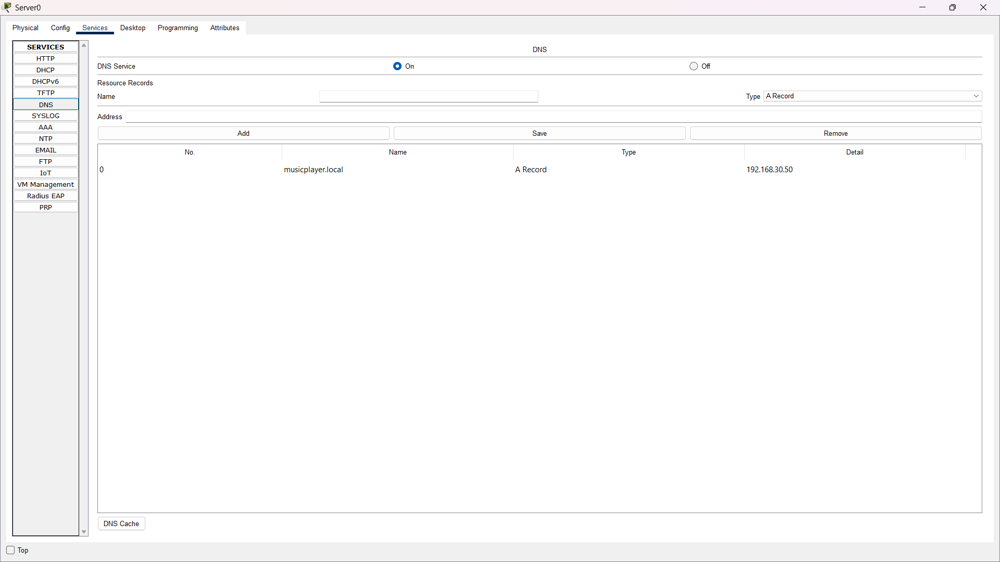 Server0
Physical Config Services Desktop Programming Attributes
SERVICES
HTTP
DHCP
DHCPv6
TFTP
DNS
SYSLOG
AAA
NTP
EMAIL
FTP
IoT
VM Management
Radius EAP
PRP
DNS
DNS Service On Off
Resource Records
Name Type A Record
Address
Add Save Remove
No. Name Type Detail
0 musicplayer.local A Record 192.168.30.50
DNS Cache
Top